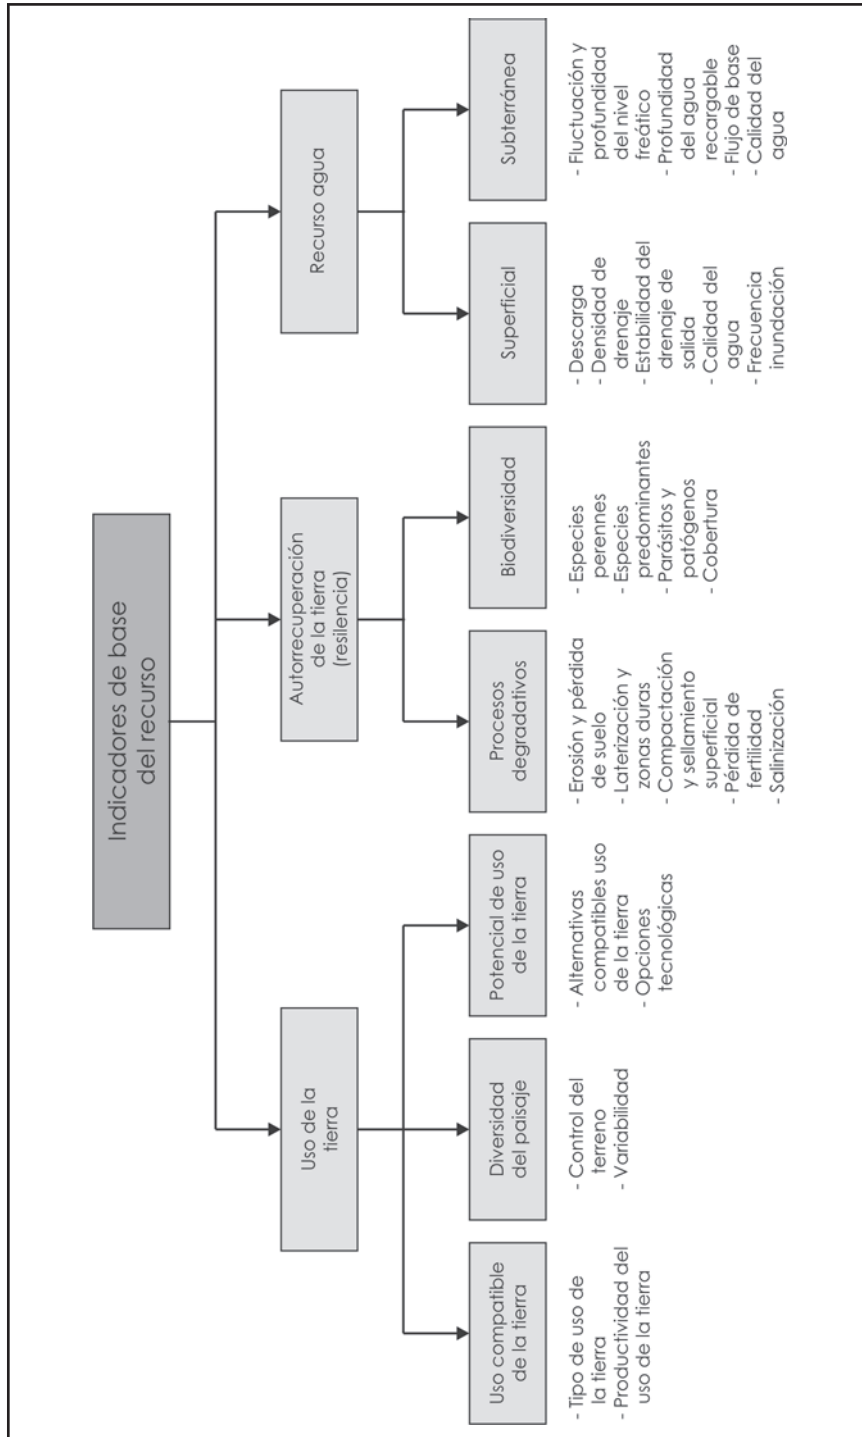 Indicadores de base
del recurso
Uso de la
tierra
Autorrecuperación
de la tierra
(resilencia)
Recurso agua
Uso compatible
de la tierra
Diversidad
del paisaje
Potencial de uso
de la tierra
Procesos
degradativos
Biodiversidad
Superficial
Subterránea
- Tipo de uso de
la tierra
- Productividad del
uso de la tierra
- Control del
terreno
- Variabilidad
- Alternativas
compatibles uso
de la tierra
- Opciones
tecnológicas
- Erosión y pérdida
de suelo
- Laterización y
zonas duras
- Compactación
y sellamiento
superficial
- Pérdida de
fertilidad
- Salinización
- Especies
perennes
- Especies
predominantes
- Parásitos y
patógenos
- Cobertura
- Descarga
- Densidad de
drenaje
- Estabilidad del
drenaje de
salida
- Calidad del
agua
- Frecuencia
inundación
- Fluctuación y
profundidad
del nivel
freático
- Profundidad
del agua
recargable
- Flujo de base
- Calidad del
agua